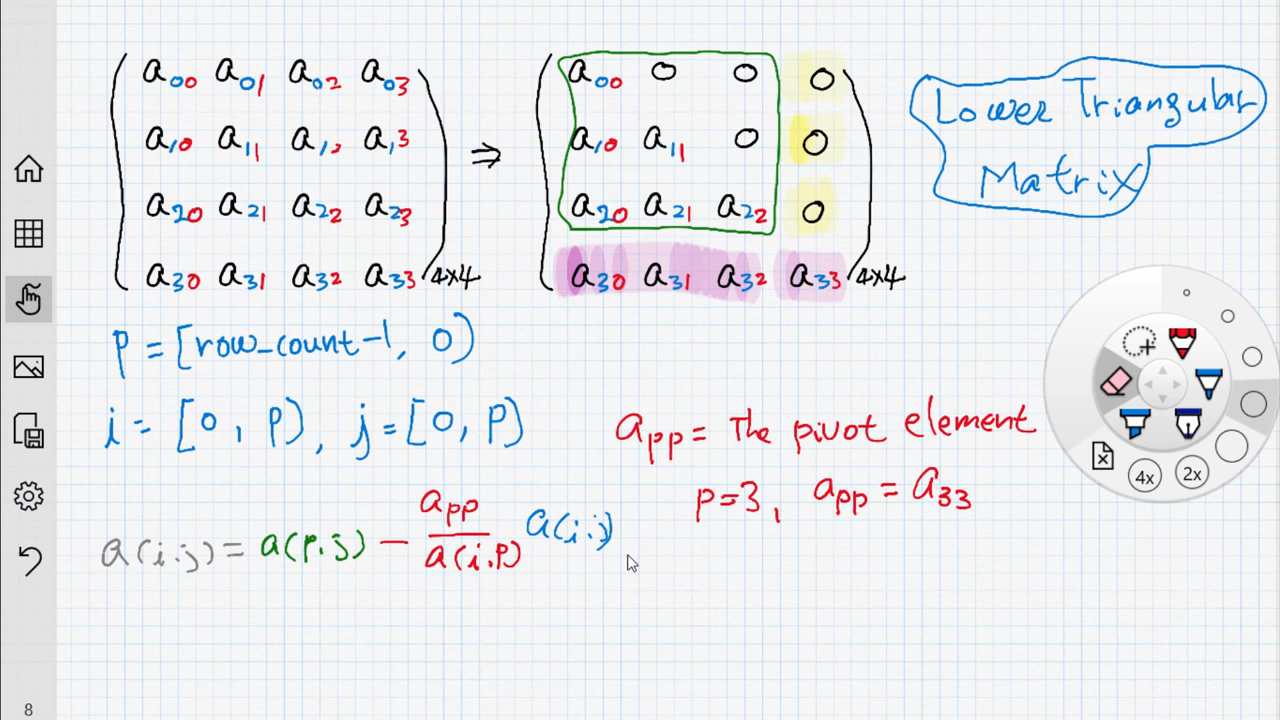 a00 a01 a02 a03
a10 a11 a12 a13
a20 a21 a22 a23
a30 a31 a32 a33 4x4
⇒
a00 0 0 0
a10 a11 0 0
a20 a21 a22 0
a30 a31 a32 a33 4x4
Lower Triangular
Matrix
P = [row_count-1, 0)
i = [0, P), j = [0, P)
app = The pivot element
p=3, app = a33
a(i.j) = a(p.j) - app/a(i.p) a(i.j)
4x
2x
8